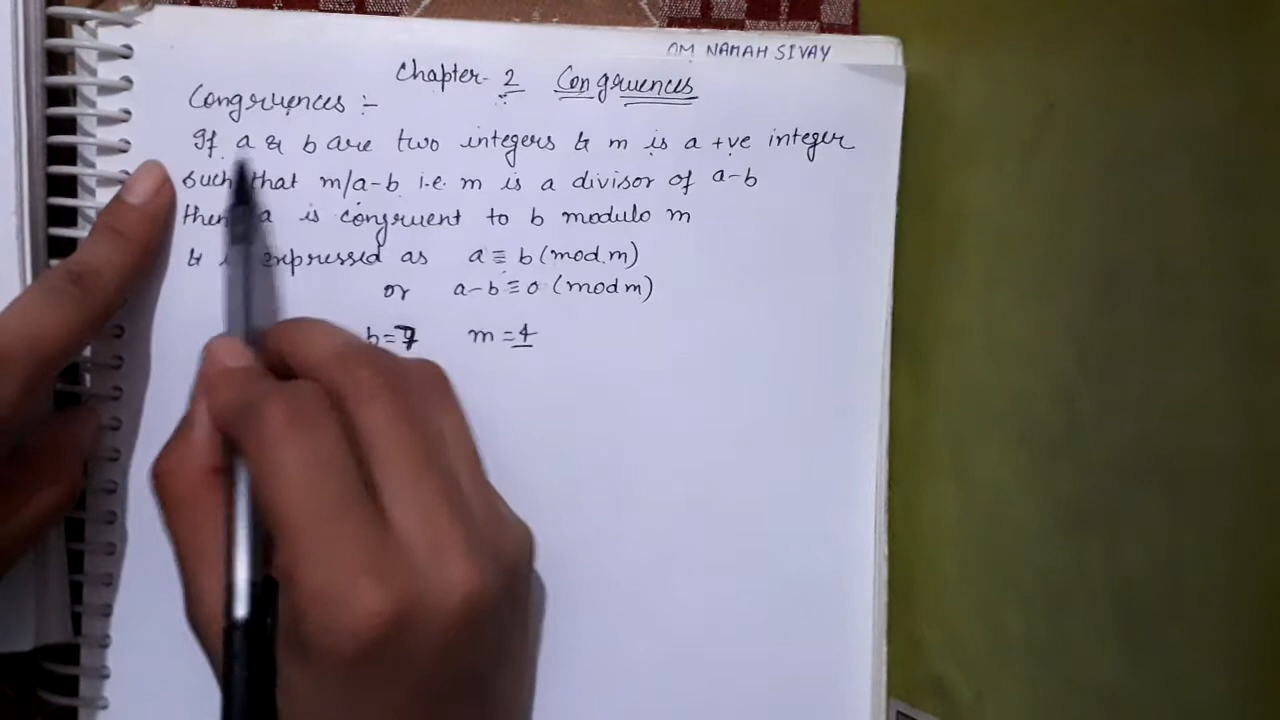 OM NAMAH SIVAY
Chapter-2 Congruences
Congruences :-
If a & b are two integers & m is a +ve integer
such that m/a-b i.e. m is a divisor of a-b
then a is congruent to b modulo m
& expressed as a ≡ b (mod.m)
or a-b ≡ 0 (mod m)
b= m = 4